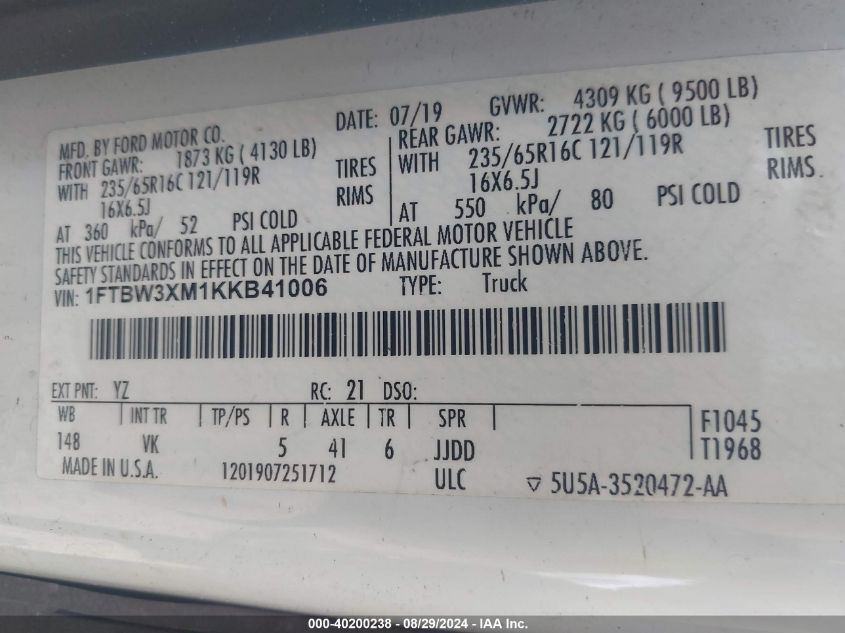 MFD. BY FORD MOTOR CO. DATE: 07/19 GVWR: 4309 KG ( 9500 LB)
FRONT GAWR: 1873 KG ( 4130 LB) REAR GAWR: 2722 KG ( 6000 LB)
WITH 235/65R16C 121/119R TIRES WITH 235/65R16C 121/119R TIRES
16X6.5J RIMS 16X6.5J RIMS
AT 360 kPa/ 52 PSI COLD AT 550 kPa/ 80 PSI COLD
THIS VEHICLE CONFORMS TO ALL APPLICABLE FEDERAL MOTOR VEHICLE
SAFETY STANDARDS IN EFFECT ON THE DATE OF MANUFACTURE SHOWN ABOVE.
VIN: 1FTBW3XM1KKB41006 TYPE: Truck
EXT PNT: YZ RC: 21 DSO:
WB INT TR TP/PS R AXLE TR SPR F1045
148 VK 5 41 6 JJDD T1968
MADE IN U.S.A. 1201907251712 ULC 5U5A-3520472-AA
000-40200238 - 08/29/2024 - IAA Inc.